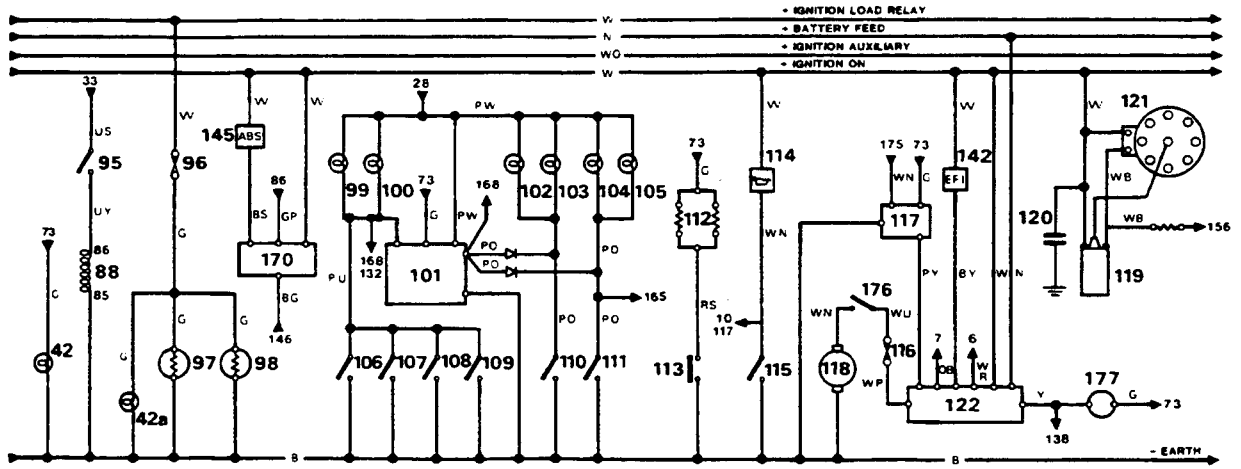 + IGNITION LOAD RELAY
W
+ BATTERY FEED
N
+ IGNITION AUXILIARY
WO
+ IGNITION ON
W
33
28
PW
W
W
W
W
W
W
121
US
145 ABS
175 73
73
114
142
95
96
EFI
99 100
73
168
102 103 104 105
G
WN G
WB
86
GP
BS
G
PW
112
117
120
WB
156
UY
G
WN
73
86
88
85
170
168
132
101
PO
PO
PO
PY
BY
W
N
119
PU
165
176
G
BG
RS
10
117
WN
WU
146
G
G
G
PO
PO
7
6
42
97
98
106 107 108 109
110
111
113
115
118
116
OB
W
R
177
WP
122
Y
G
73
42a
138
B
B
- EARTH